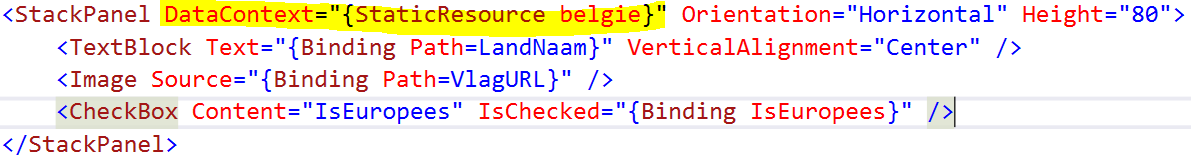 <StackPanel DataContext="{StaticResource belgie}" Orientation="Horizontal" Height="80">
<TextBlock Text="{Binding Path=LandNaam}" VerticalAlignment="Center" />
<Image Source="{Binding Path=VlagURL}" />
<CheckBox Content="IsEuropees" IsChecked="{Binding IsEuropees}" />
</StackPanel>